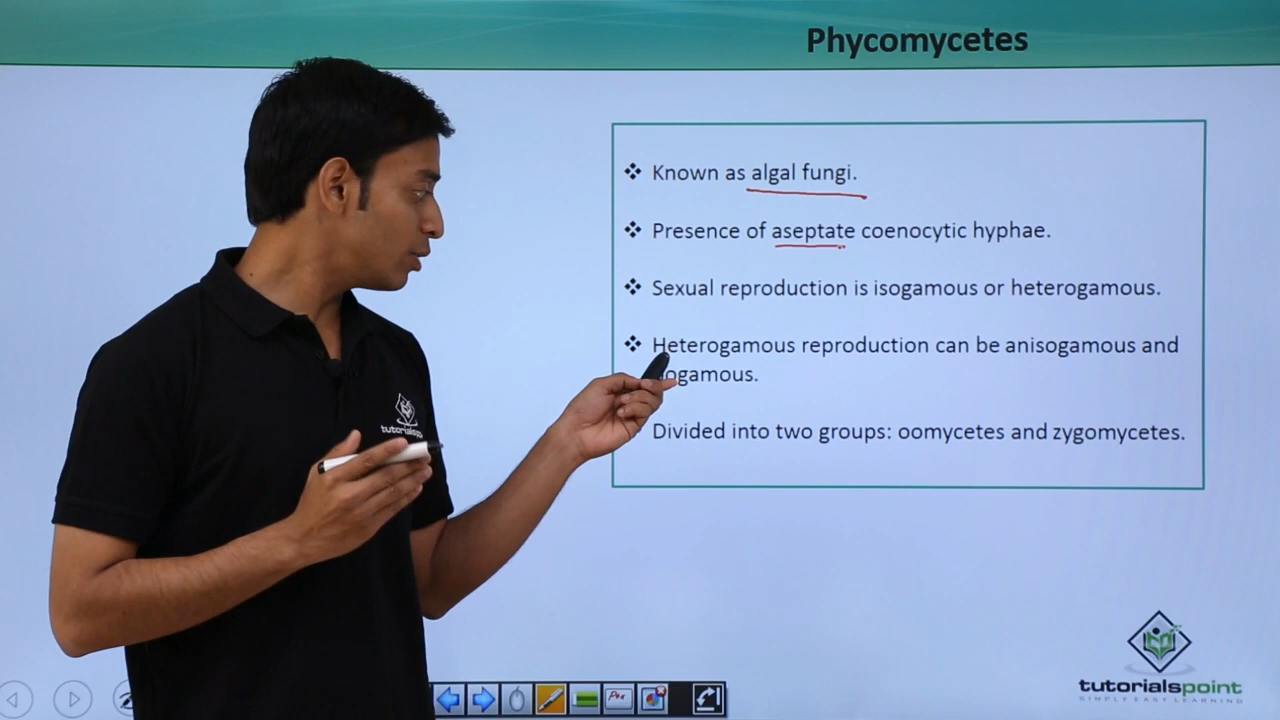 Phycomycetes
Known as algal fungi.
Presence of aseptate coenocytic hyphae.
Sexual reproduction is isogamous or heterogamous.
Heterogamous reproduction can be anisogamous and
Divided into two groups: oomycetes and zygomycetes.
tutorialspoint
SIMPLY EASY LEARNING